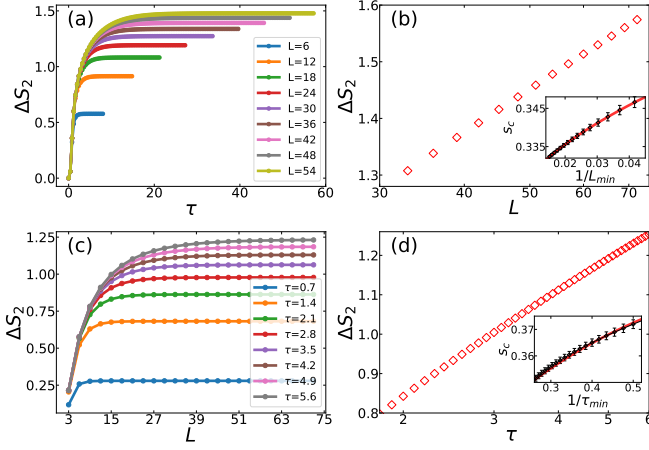 (a)
ΔS₂
1.5
1.0
0.5
0.0
0
20
40
60
τ
L=6
L=12
L=18
L=24
L=30
L=36
L=42
L=48
L=54
(b)
ΔS₂
1.6
1.5
1.4
1.3
30
40
50
60
70
L
s_c
0.345
0.335
0.02
0.03
0.04
1/L_min
(c)
ΔS₂
1.25
1.00
0.75
0.50
0.25
3
15
27
39
51
63
75
L
τ=0.7
τ=1.4
τ=2.1
τ=2.8
τ=3.5
τ=4.2
τ=4.9
τ=5.6
(d)
ΔS₂
1.2
1.1
1.0
0.9
0.8
2
3
4
5
6
τ
s_c
0.37
0.36
0.3
0.4
0.5
1/τ_min